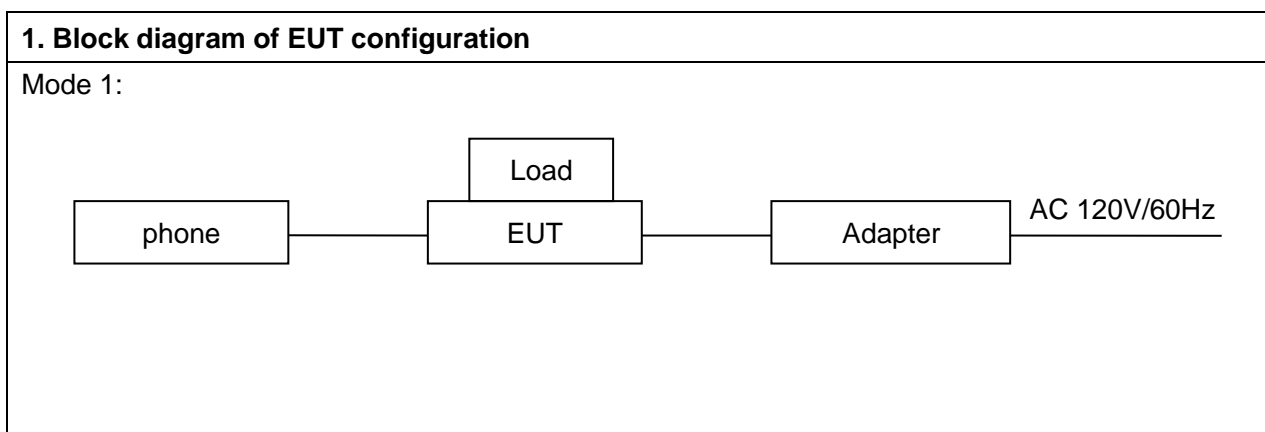 1. Block diagram of EUT configuration
Mode 1:
Load
phone
EUT
Adapter
AC 120V/60Hz